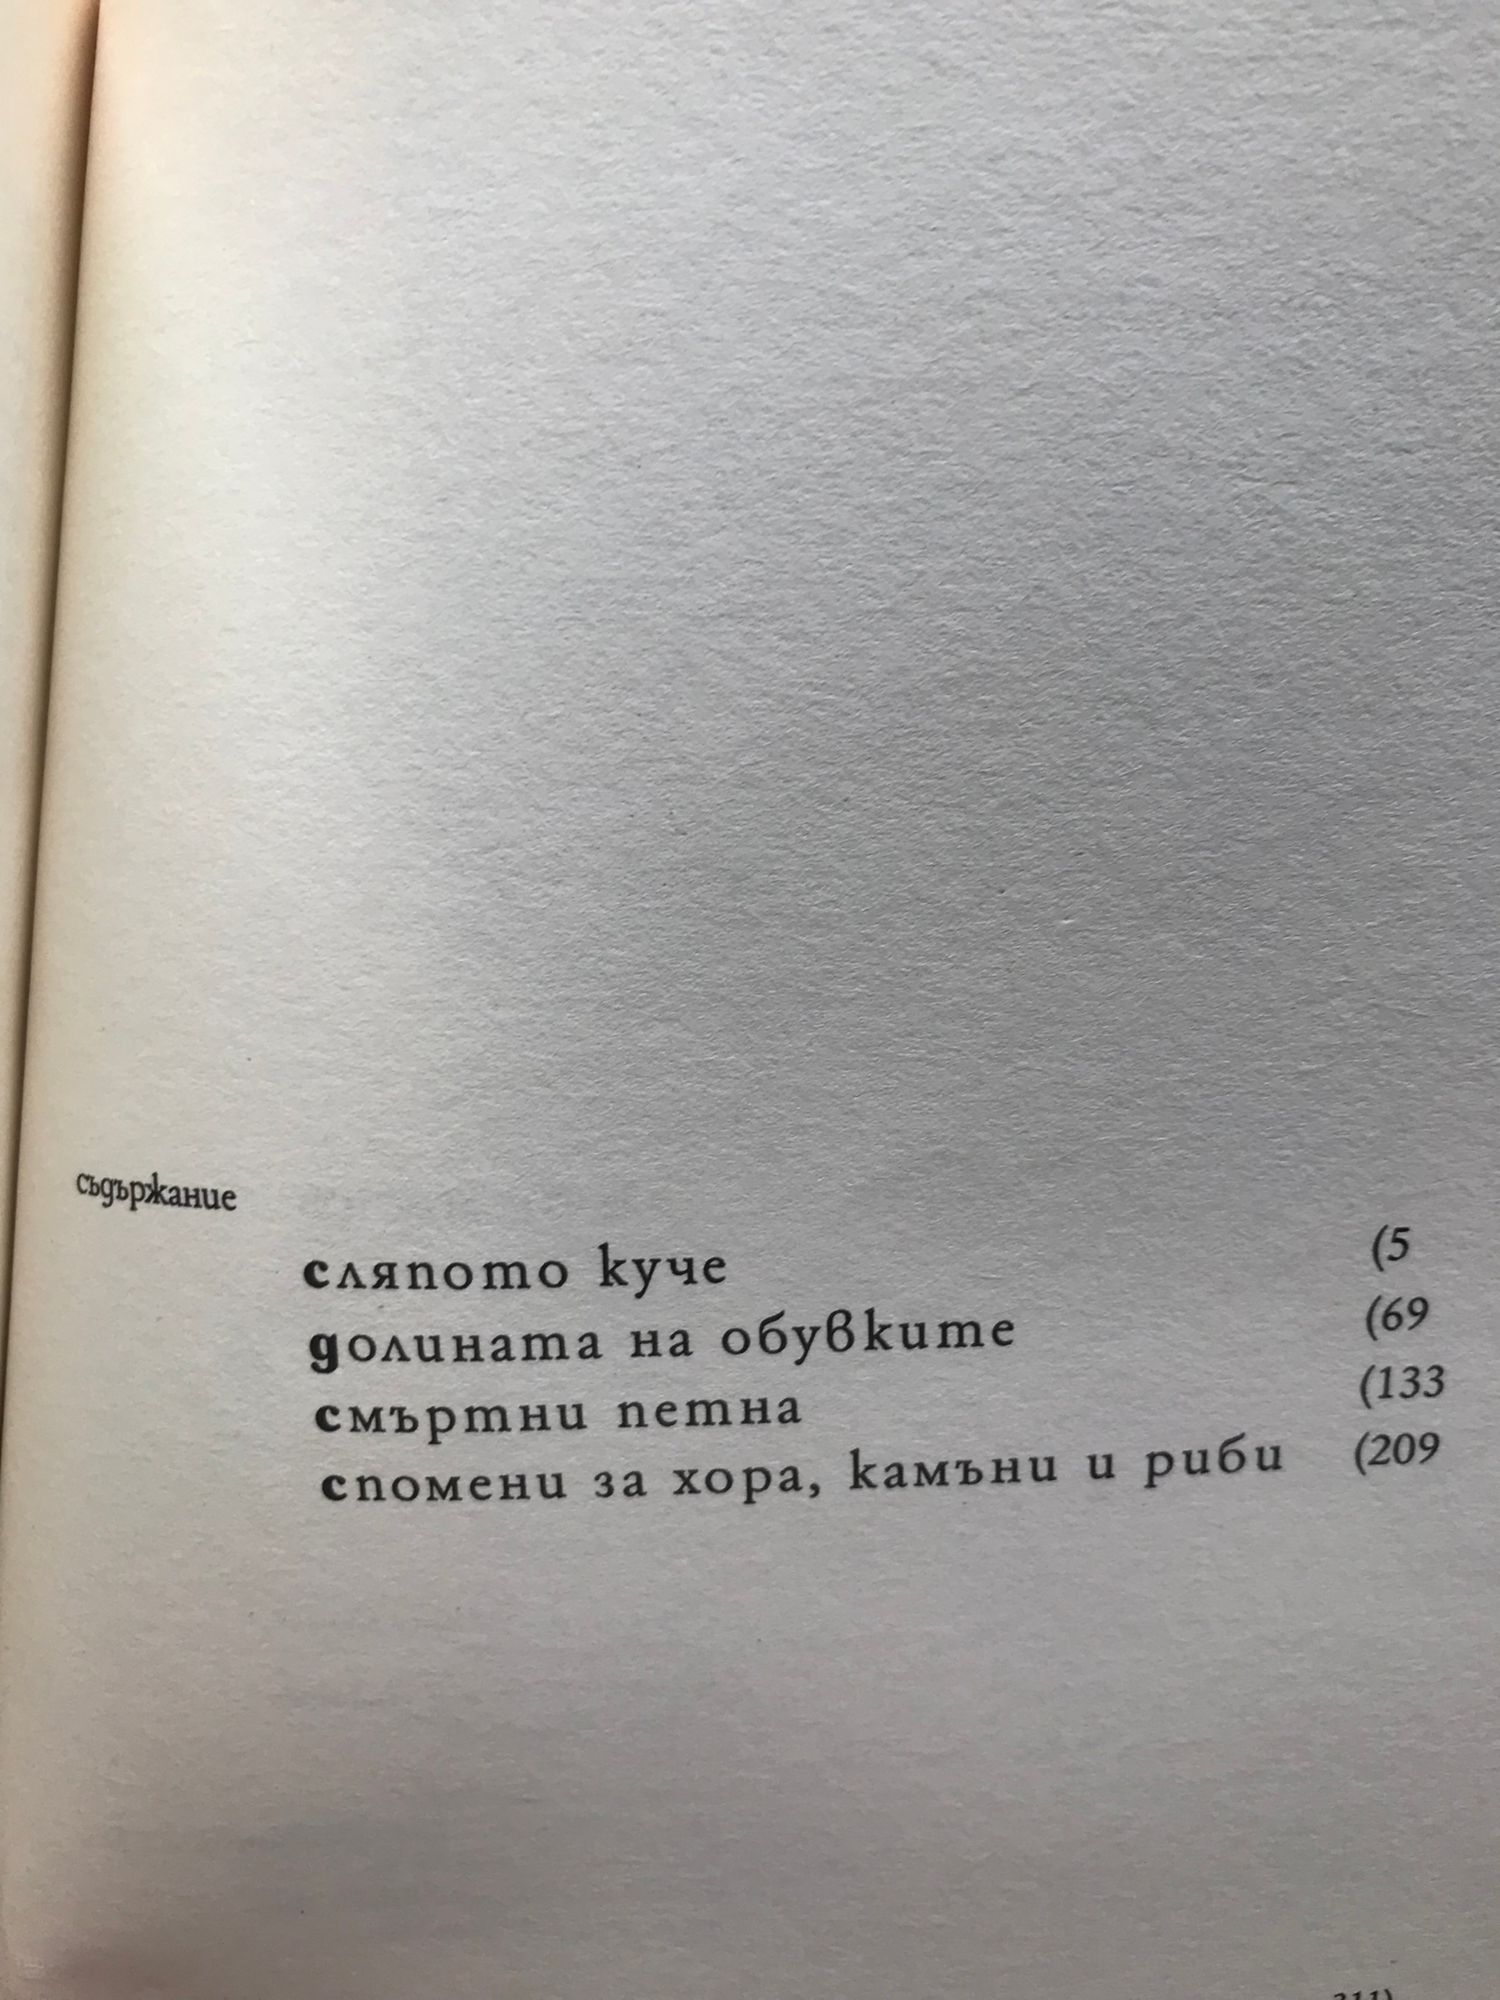 съдържание
сляпото куче (5
долината на обувките (69
смъртни петна (133
спомени за хора, камъни и риби (209